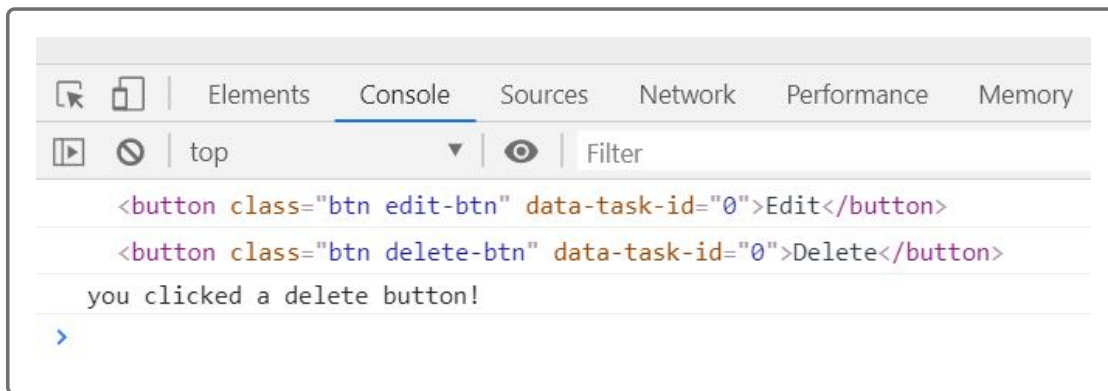 Elements Console Sources Network Performance Memory
top Filter
<button class="btn edit-btn" data-task-id="0">Edit</button>
<button class="btn delete-btn" data-task-id="0">Delete</button>
you clicked a delete button!